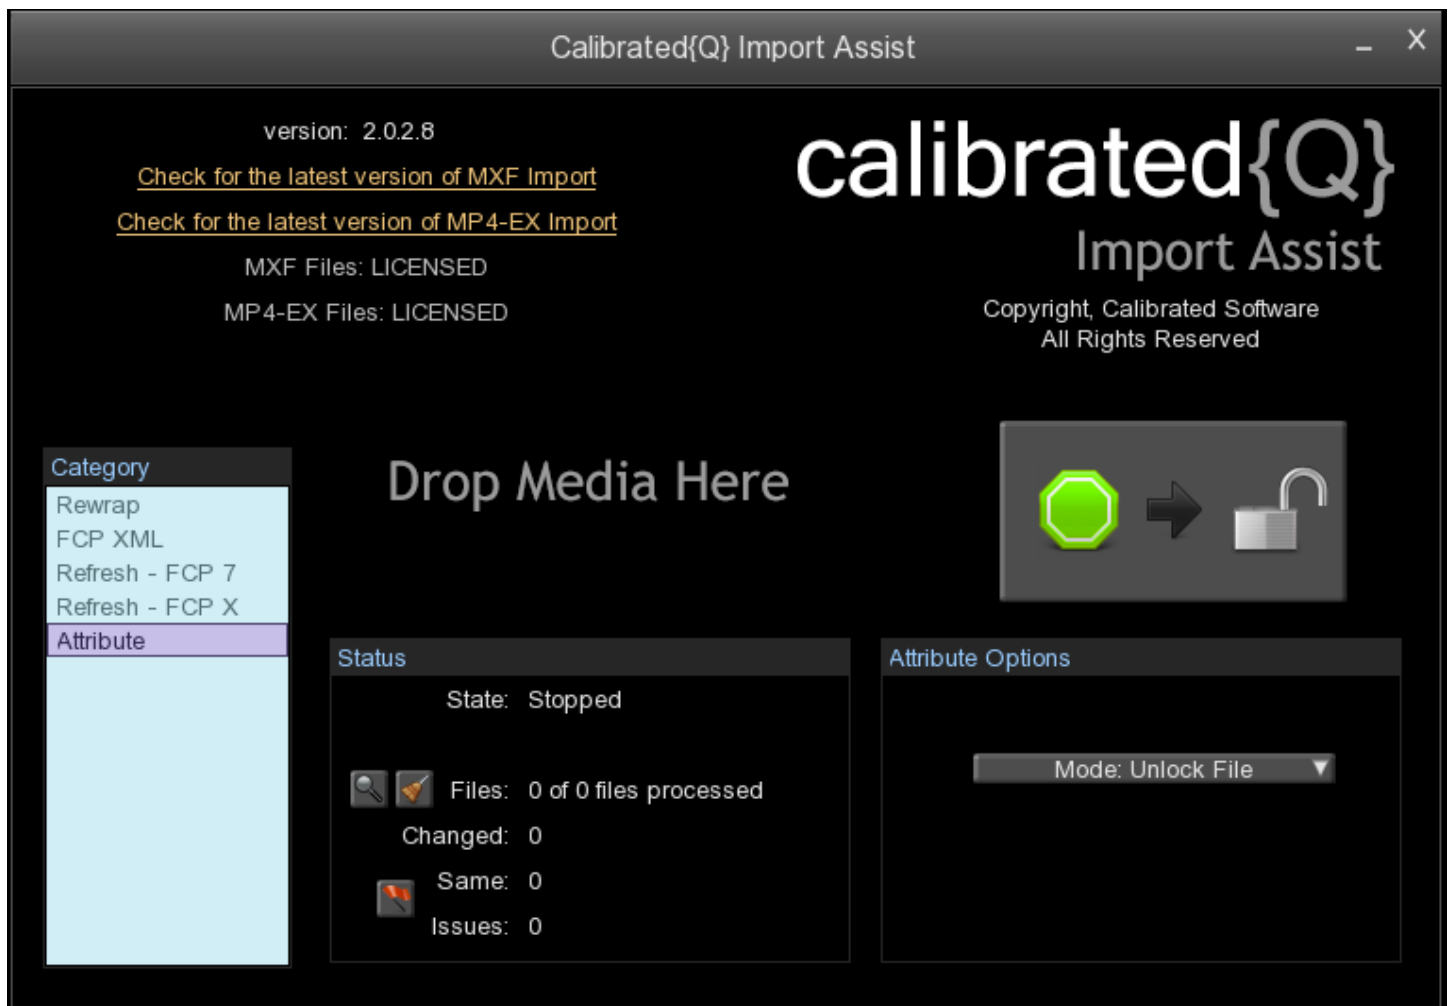 Calibrated{Q} Import Assist
version: 2.0.2.8
Check for the latest version of MXF Import
Check for the latest version of MP4-EX Import
MXF Files: LICENSED
MP4-EX Files: LICENSED
calibrated{Q}
Import Assist
Copyright, Calibrated Software
All Rights Reserved
Category
Rewrap
FCP XML
Refresh - FCP 7
Refresh - FCP X
Attribute
Drop Media Here
Status
State: Stopped
Files: 0 of 0 files processed
Changed: 0
Same: 0
Issues: 0
Attribute Options
Mode: Unlock File